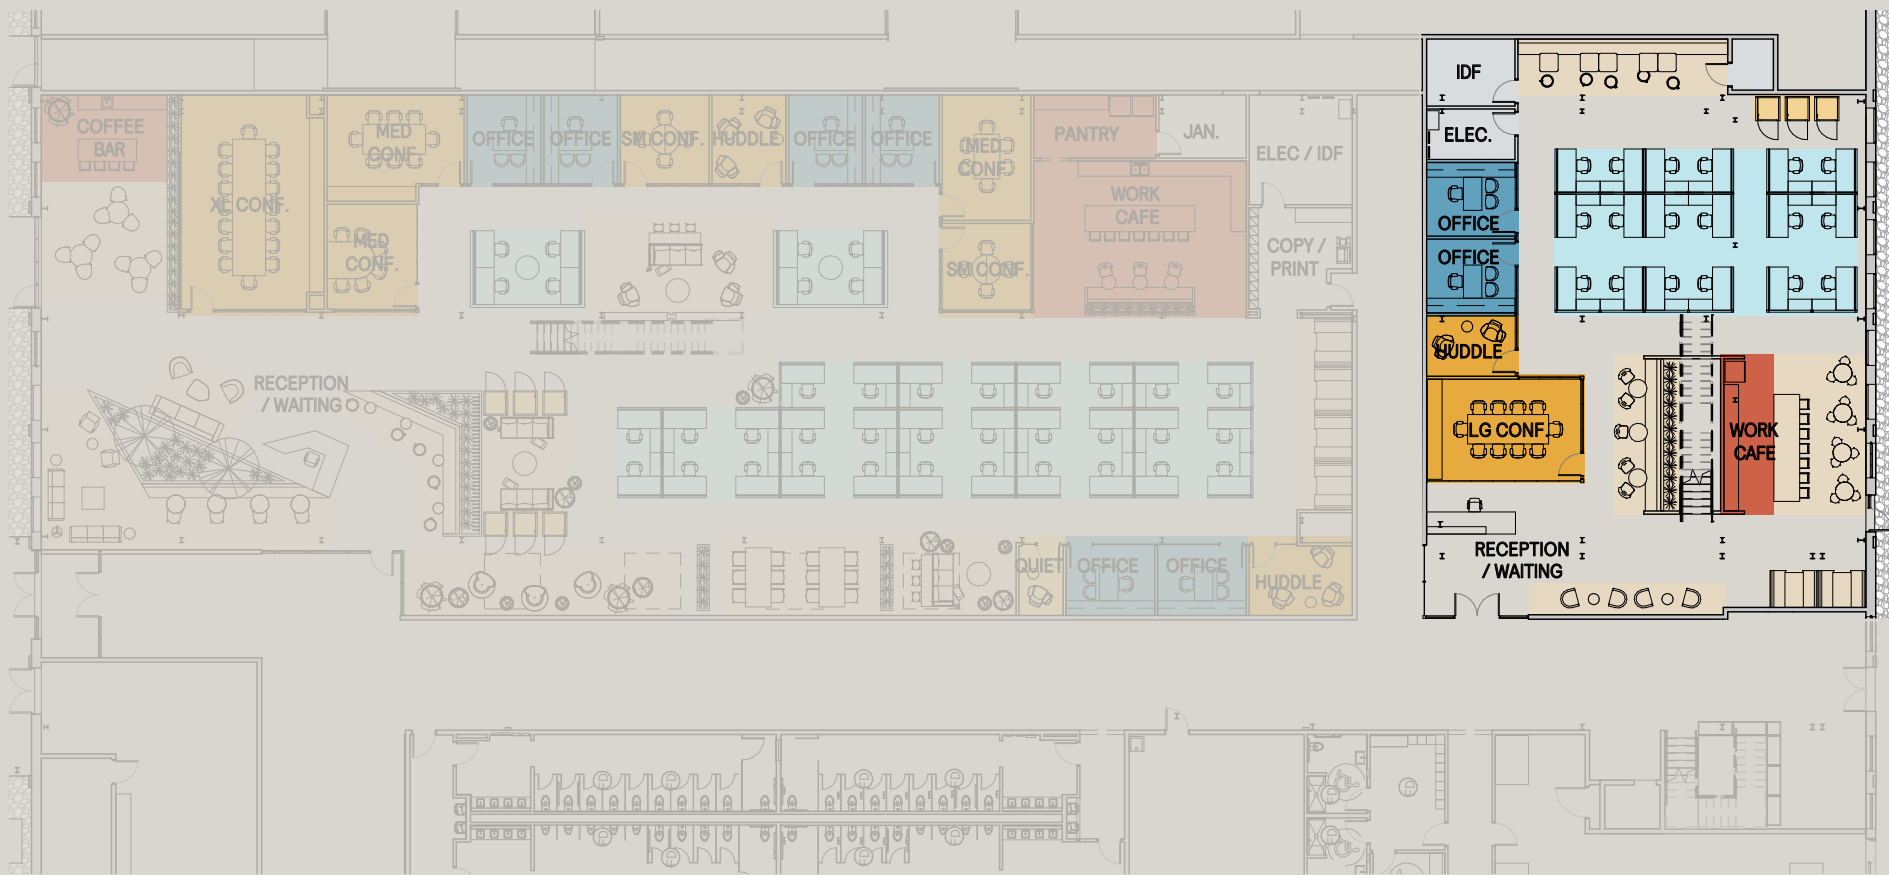 IDF
ELEC.
OFFICE
OFFICE
HUDDLE
LG CONF.
WORK
CAFE
RECEPTION
/ WAITING
COFFEE
BAR
XL CONF.
MED
CONF.
MED
CONF.
OFFICE
OFFICE
SM CONF.
HUDDLE
OFFICE
OFFICE
MED
CONF.
SM CONF.
PANTRY
JAN.
ELEC / IDF
WORK
CAFE
COPY /
PRINT
RECEPTION
/ WAITING
QUIET
OFFICE
OFFICE
HUDDLE